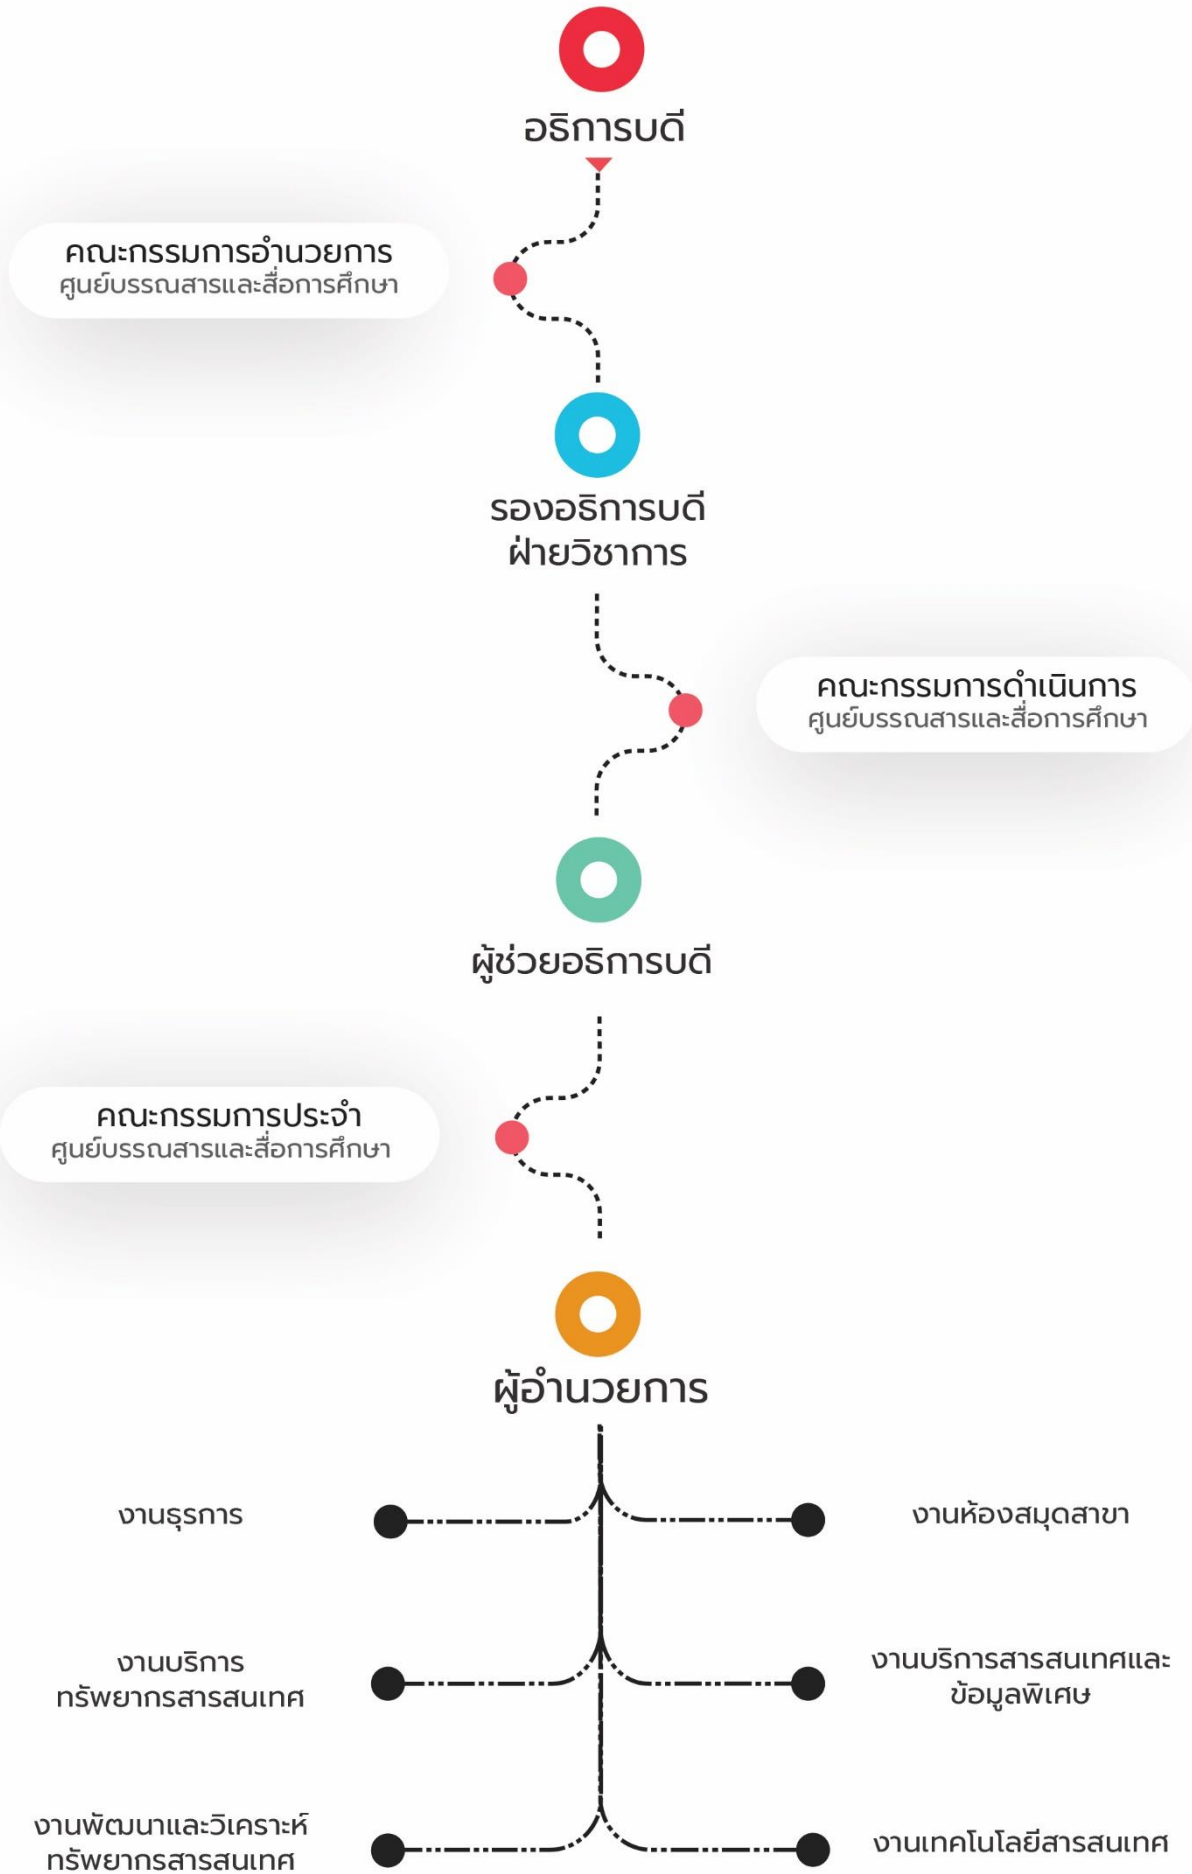 อธิการบดี
คณะกรรมการอำนวยการ
ศูนย์บรรณสารและสื่อการศึกษา
รองอธิการบดี
ฝ่ายวิชาการ
คณะกรรมการดำเนินการ
ศูนย์บรรณสารและสื่อการศึกษา
ผู้ช่วยอธิการบดี
คณะกรรมการประจำ
ศูนย์บรรณสารและสื่อการศึกษา
ผู้อำนวยการ
งานธุรการ
งานห้องสมุดสาขา
งานบริการ
ทรัพยากรสารสนเทศ
งานบริการสารสนเทศและ
ข้อมูลพิเศษ
งานพัฒนาและวิเคราะห์
ทรัพยากรสารสนเทศ
งานเทคโนโลยีสารสนเทศ